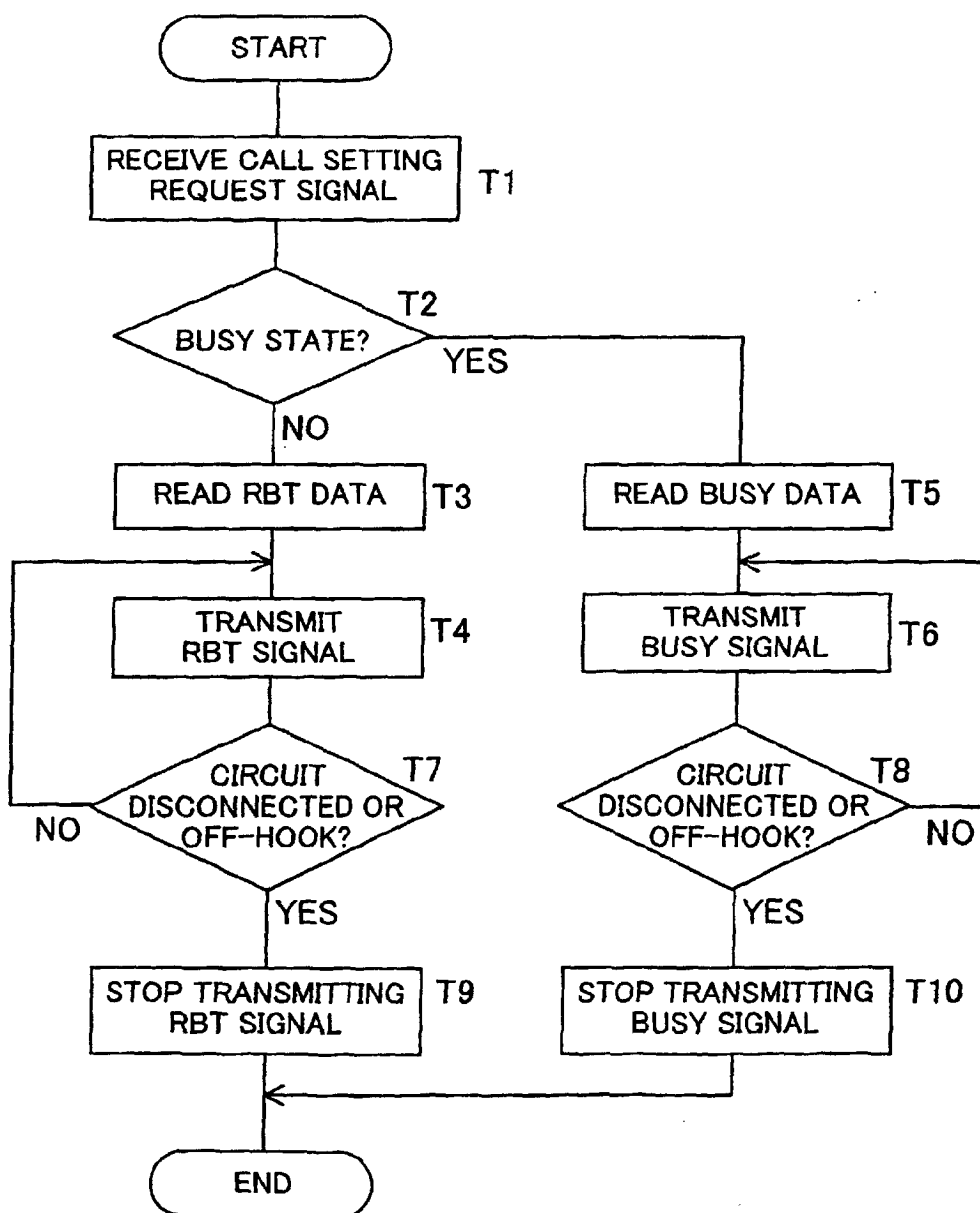 START
RECEIVE CALL SETTING
REQUEST SIGNAL
T1
T2
BUSY STATE?
YES
NO
READ RBT DATA
T3
READ BUSY DATA
T5
TRANSMIT
RBT SIGNAL
T4
TRANSMIT
BUSY SIGNAL
T6
CIRCUIT
DISCONNECTED OR
OFF-HOOK?
T7
NO
YES
CIRCUIT
DISCONNECTED OR
OFF-HOOK?
T8
NO
YES
STOP TRANSMITTING
RBT SIGNAL
T9
STOP TRANSMITTING
BUSY SIGNAL
T10
END